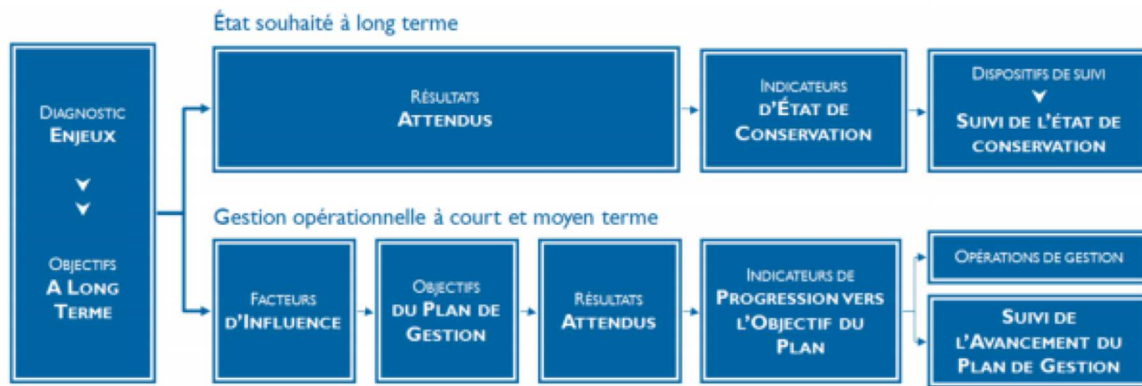 État souhaité à long terme
DIAGNOSTIC
ENJEUX
OBJECTIFS
A LONG
TERME
RÉSULTATS
ATTENDUS
INDICATEURS
D'ÉTAT DE
CONSERVATION
DISPOSITIFS DE SUIVI
SUIVI DE L'ÉTAT DE
CONSERVATION
Gestion opérationnelle à court et moyen terme
FACTEURS
D'INFLUENCE
OBJECTIFS
DU PLAN DE
GESTION
RÉSULTATS
ATTENDUS
INDICATEURS DE
PROGRESSION VERS
L'OBJECTIF DU
PLAN
OPÉRATIONS DE GESTION
SUIVI DE
L'AVANCEMENT DU
PLAN DE GESTION